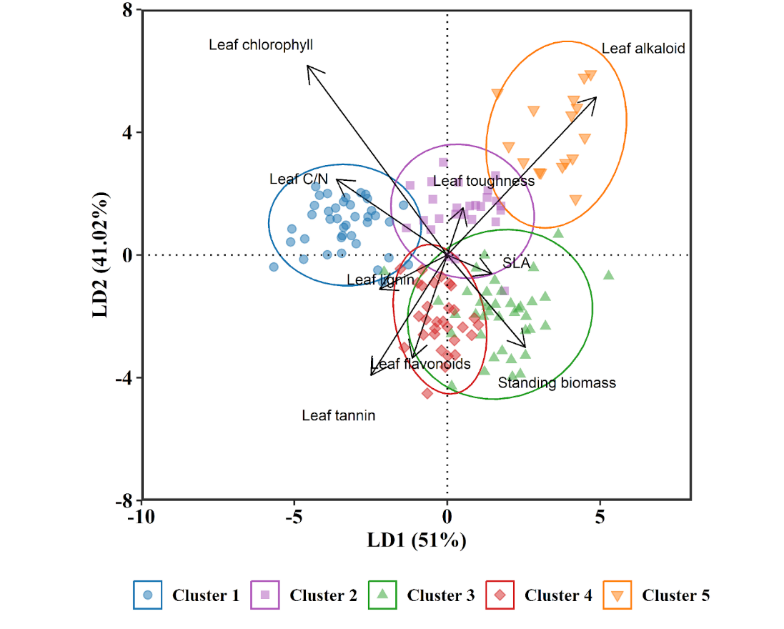 8
Leaf chlorophyll
Leaf alkaloid
4
Leaf C/N
Leaf toughness
LD2 (41.02%)
0
SLA
Leaf lignin
-4
Leaf flavonoids
Standing biomass
Leaf tannin
-8
-10 -5 0 5
LD1 (51%)
Cluster 1 Cluster 2 Cluster 3 Cluster 4 Cluster 5